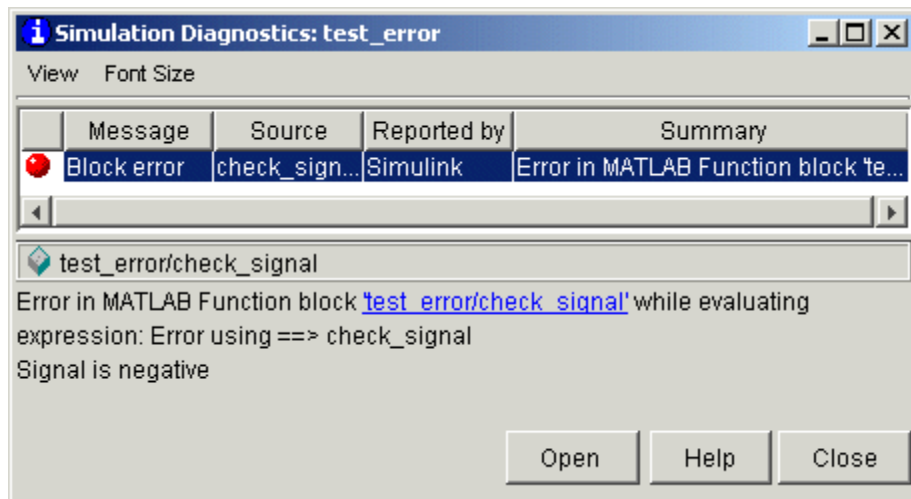 Simulation Diagnostics: test_error
View Font Size
Message Source Reported by Summary
Block error check_sign... Simulink Error in MATLAB Function block 'te...
test_error/check_signal
Error in MATLAB Function block 'test_error/check_signal' while evaluating
expression: Error using ==> check_signal
Signal is negative
Open Help Close